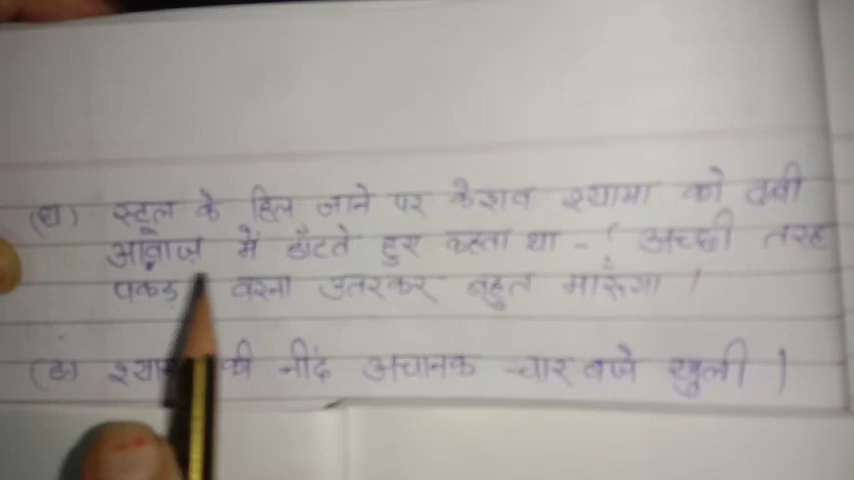 (घ) स्टूल के हिल जाने पर केशव श्यामा को दबी
आवाज़ में डाँटते हुए कहता था - ' अच्छी तरह
पकड़ वरना उतरकर बहुत मारूँगा ।
(ङ) की नींद अचानक चार बजे खुली ।